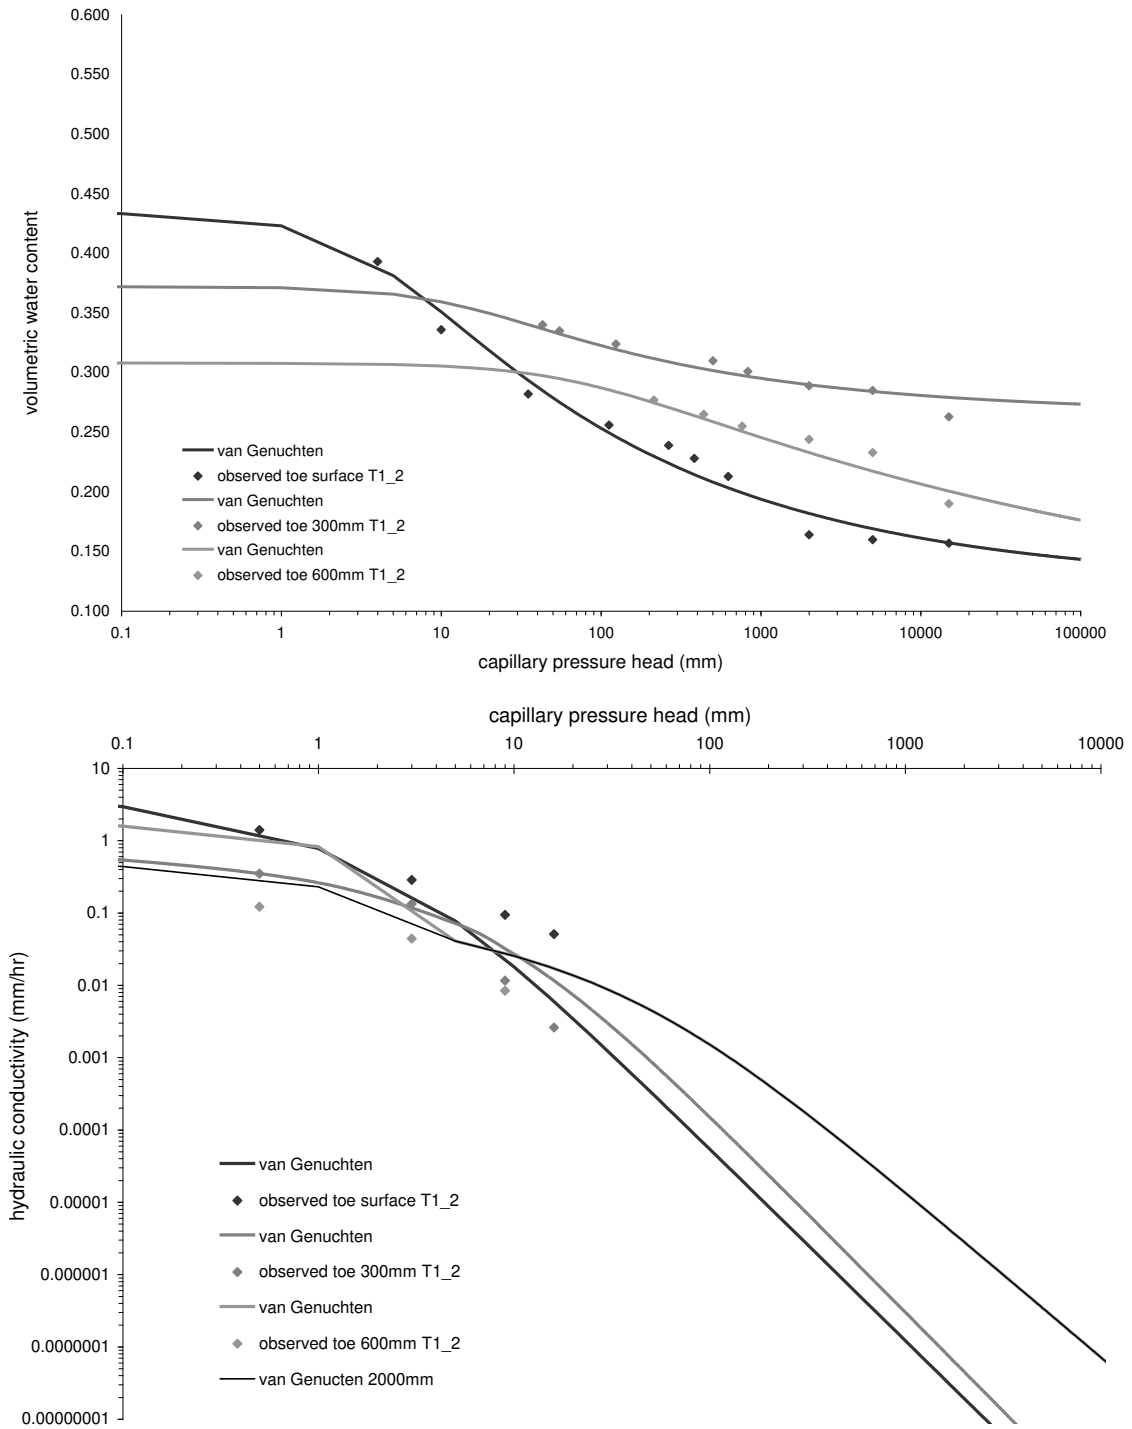 0.600
0.550
0.500
0.450
0.400
0.350
0.300
0.250
0.200
0.150
0.100
volumetric water content
van Genuchten
observed toe surface T1_2
van Genuchten
observed toe 300mm T1_2
van Genuchten
observed toe 600mm T1_2
0.1 1 10 100 1000 10000 100000
capillary pressure head (mm)
capillary pressure head (mm)
0.1 1 10 100 1000 10000
10
1
0.1
0.01
0.001
0.0001
0.00001
0.000001
0.0000001
0.00000001
hydraulic conductivity (mm/hr)
van Genuchten
observed toe surface T1_2
van Genuchten
observed toe 300mm T1_2
van Genuchten
observed toe 600mm T1_2
van Genucten 2000mm